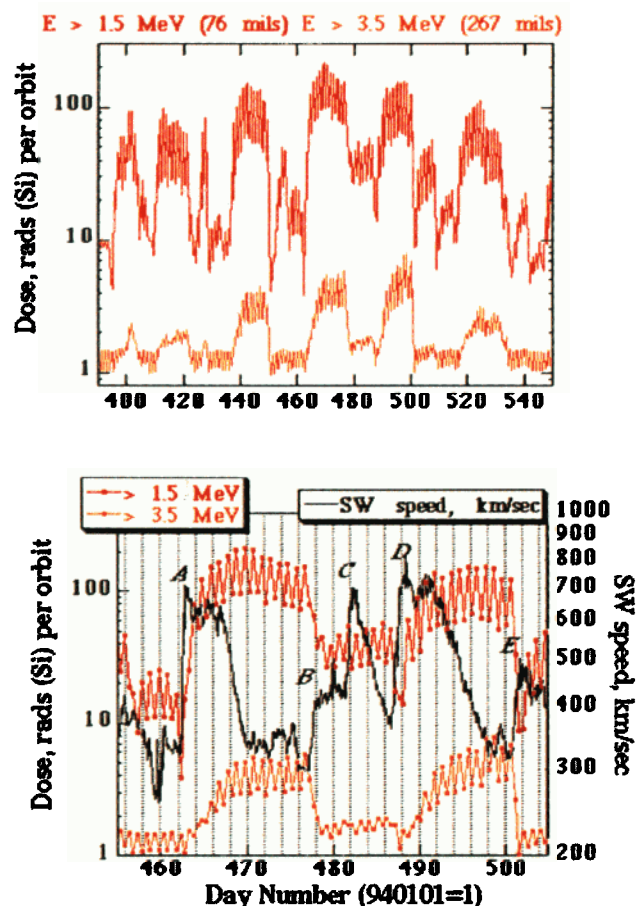 E > 1.5 MeV (76 mils) E > 3.5 MeV (267 mils)
Dose, rads (Si) per orbit
100
10
1
400 420 440 460 480 500 520 540
> 1.5 MeV
> 3.5 MeV
SW speed, km/sec
Dose, rads (Si) per orbit
100
10
1
A
B
C
D
E
1000
900
800
700
600
500
400
300
200
SW speed, km/sec
460 470 480 490 500
Day Number (940101=1)